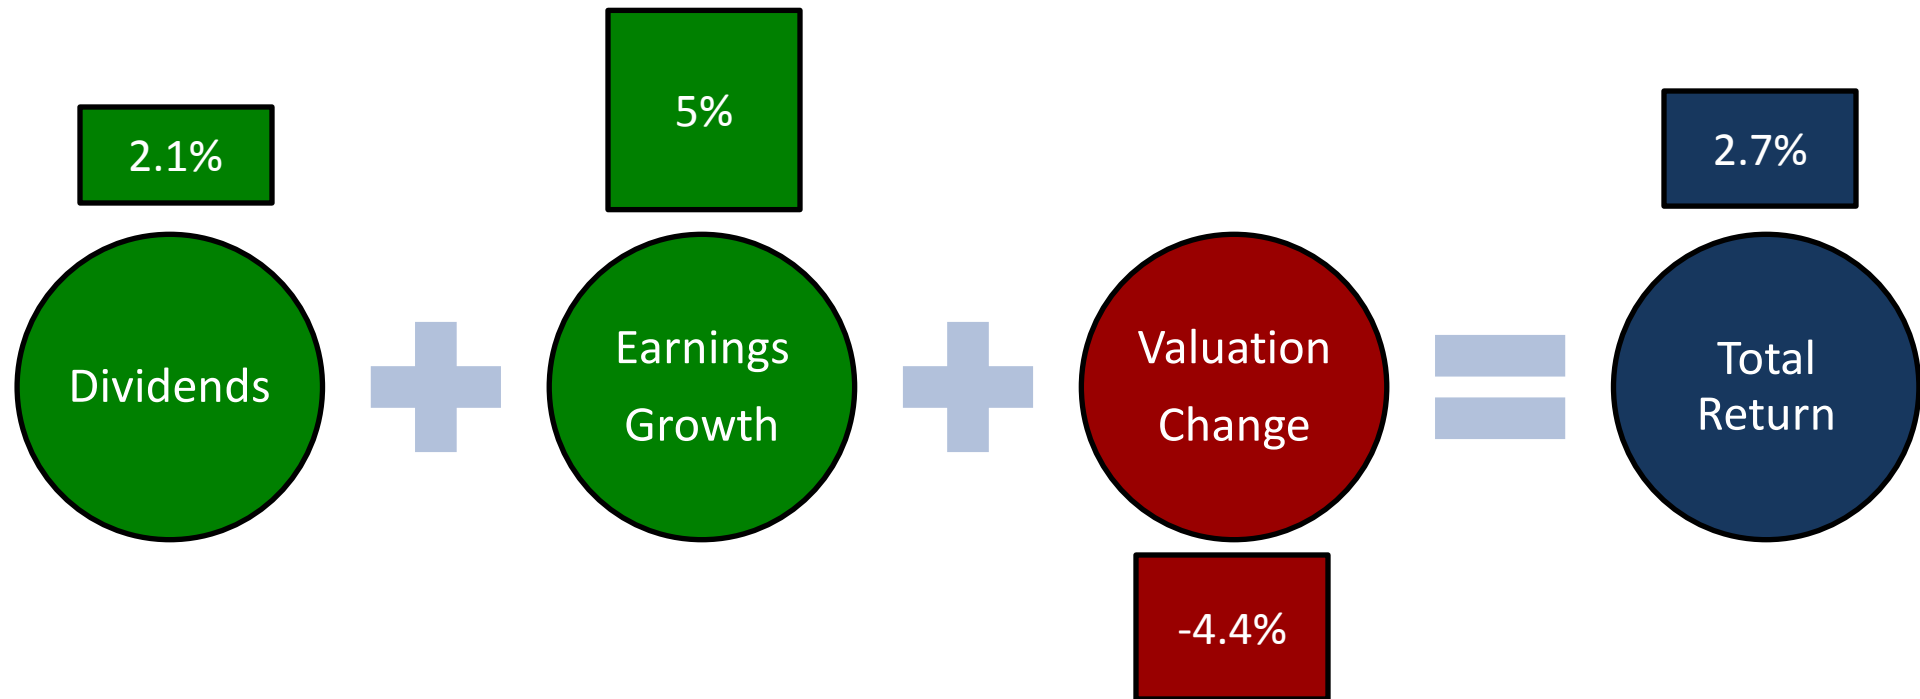 2.1%
5%
2.7%
Dividends
Earnings
Growth
Valuation
Change
Total
Return
-4.4%